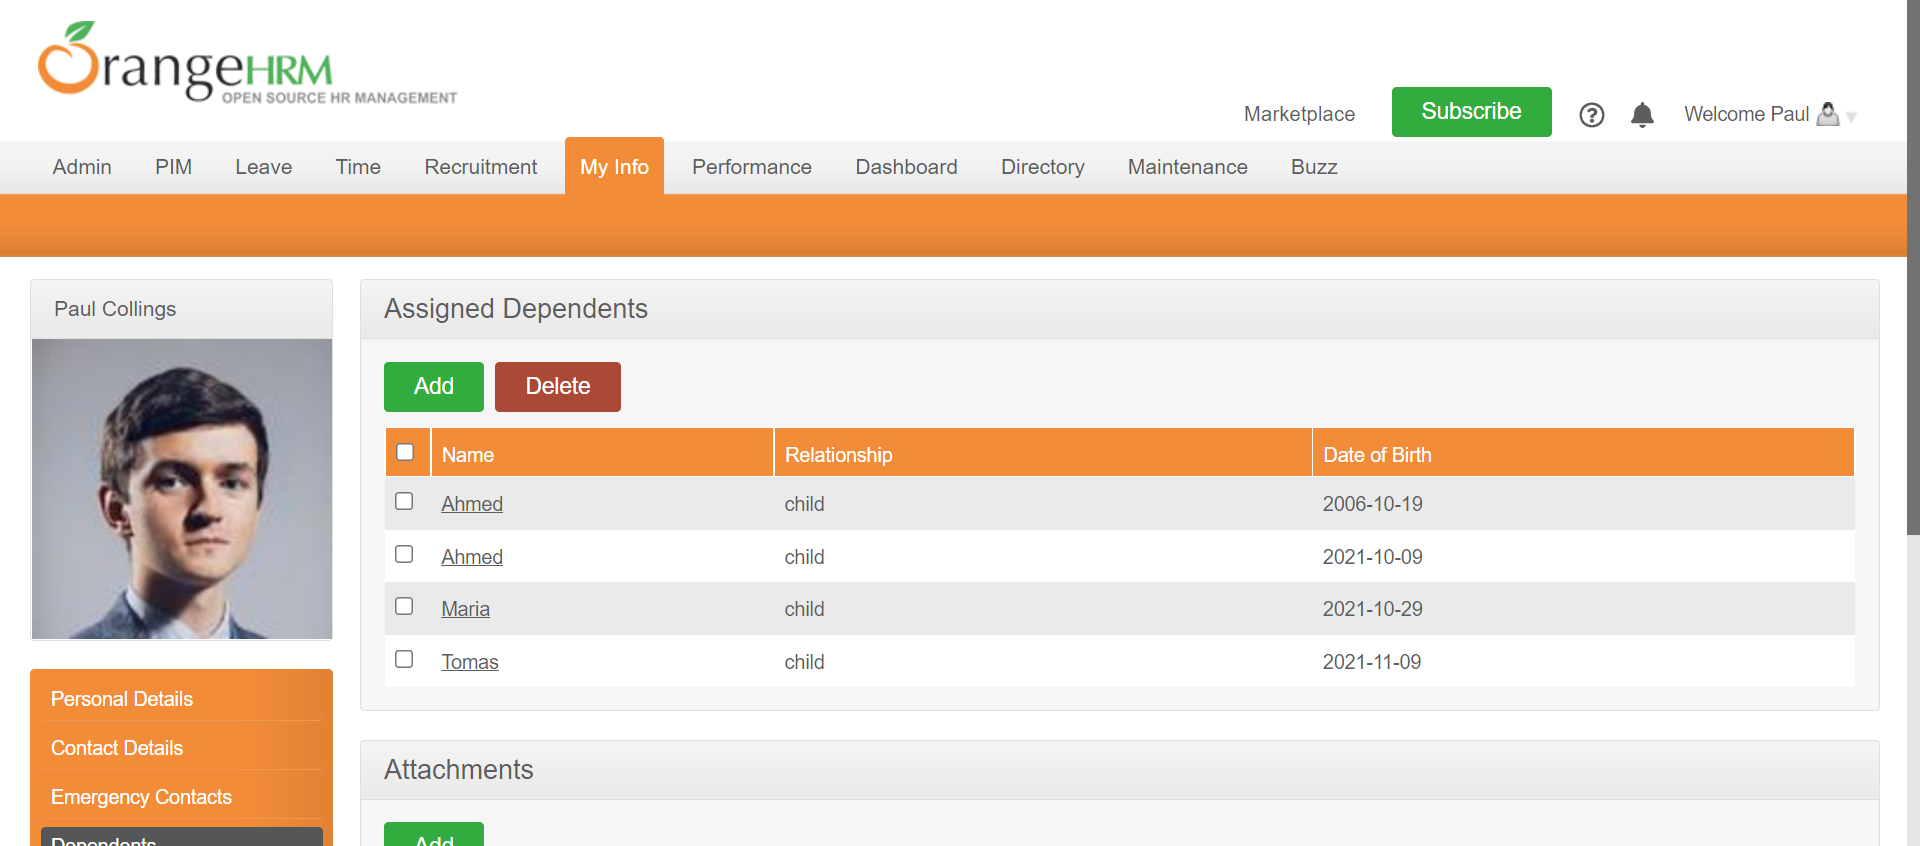 OrangeHRM
OPEN SOURCE HR MANAGEMENT
Marketplace
Subscribe
Welcome Paul
Admin PIM Leave Time Recruitment My Info Performance Dashboard Directory Maintenance Buzz
Paul Collings
Assigned Dependents
Add Delete
Name Relationship Date of Birth
Ahmed child 2006-10-19
Ahmed child 2021-10-09
Maria child 2021-10-29
Tomas child 2021-11-09
Personal Details
Contact Details
Emergency Contacts
Dependents
Attachments
Add